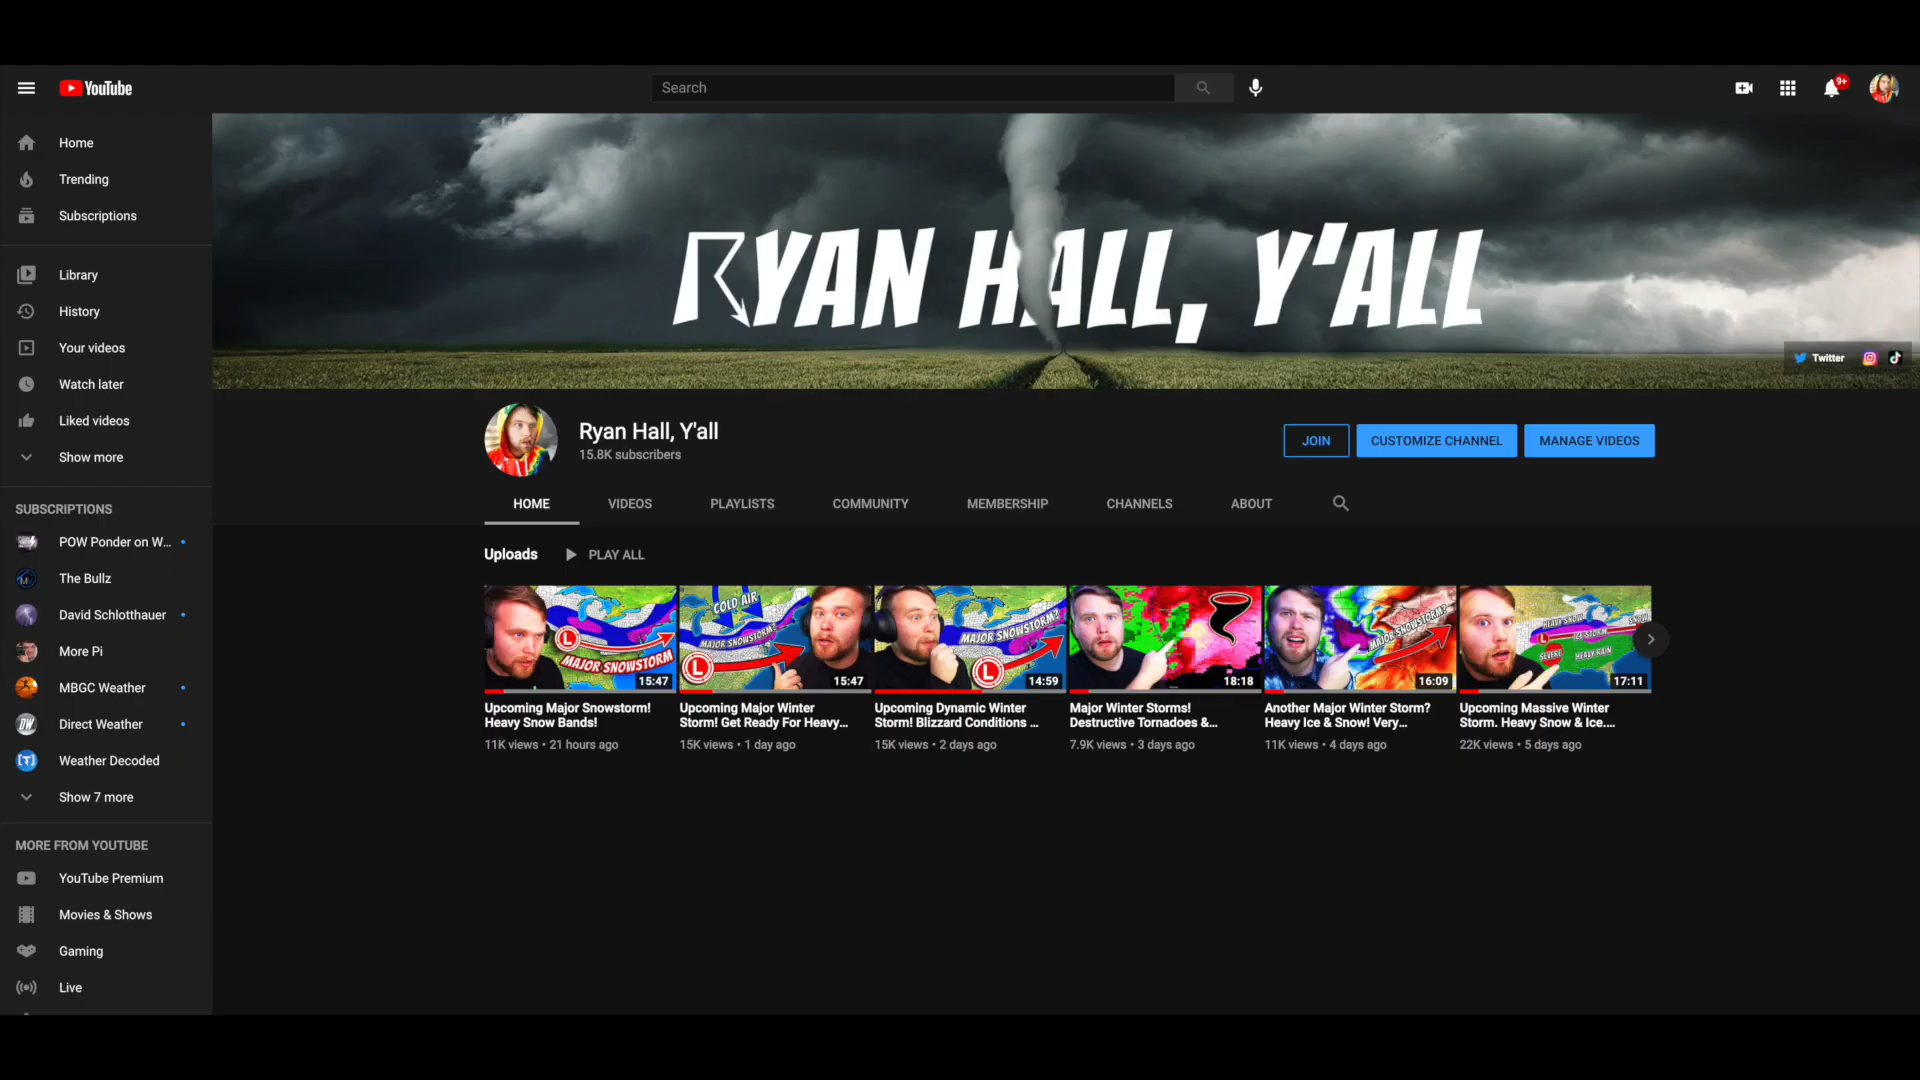 YouTube
Search
9+
Home
Trending
Subscriptions
Library
History
Your videos
Watch later
Liked videos
Show more
SUBSCRIPTIONS
POW Ponder on W...
The Bullz
David Schlotthauer
More Pi
MBGC Weather
Direct Weather
Weather Decoded
Show 7 more
MORE FROM YOUTUBE
YouTube Premium
Movies & Shows
Gaming
Live
RYAN HALL, Y'ALL
Twitter
Ryan Hall, Y'all
15.8K subscribers
JOIN
CUSTOMIZE CHANNEL
MANAGE VIDEOS
HOME
VIDEOS
PLAYLISTS
COMMUNITY
MEMBERSHIP
CHANNELS
ABOUT
Uploads
PLAY ALL
L
MAJOR SNOWSTORM
15:47
Upcoming Major Snowstorm!
Heavy Snow Bands!
11K views • 21 hours ago
COLD AIR
MAJOR SNOWSTORM?
L
15:47
Upcoming Major Winter
Storm! Get Ready For Heavy...
15K views • 1 day ago
MAJOR SNOWSTORM?
L
14:59
Upcoming Dynamic Winter
Storm! Blizzard Conditions ...
15K views • 2 days ago
18:18
Major Winter Storms!
Destructive Tornadoes &...
7.9K views • 3 days ago
MAJOR SNOWSTORM?
16:09
Another Major Winter Storm?
Heavy Ice & Snow! Very...
11K views • 4 days ago
HEAVY SNOW
SNOW
L
ICE STORM
SEVERE
HEAVY RAIN
17:11
Upcoming Massive Winter
Storm. Heavy Snow & Ice....
22K views • 5 days ago